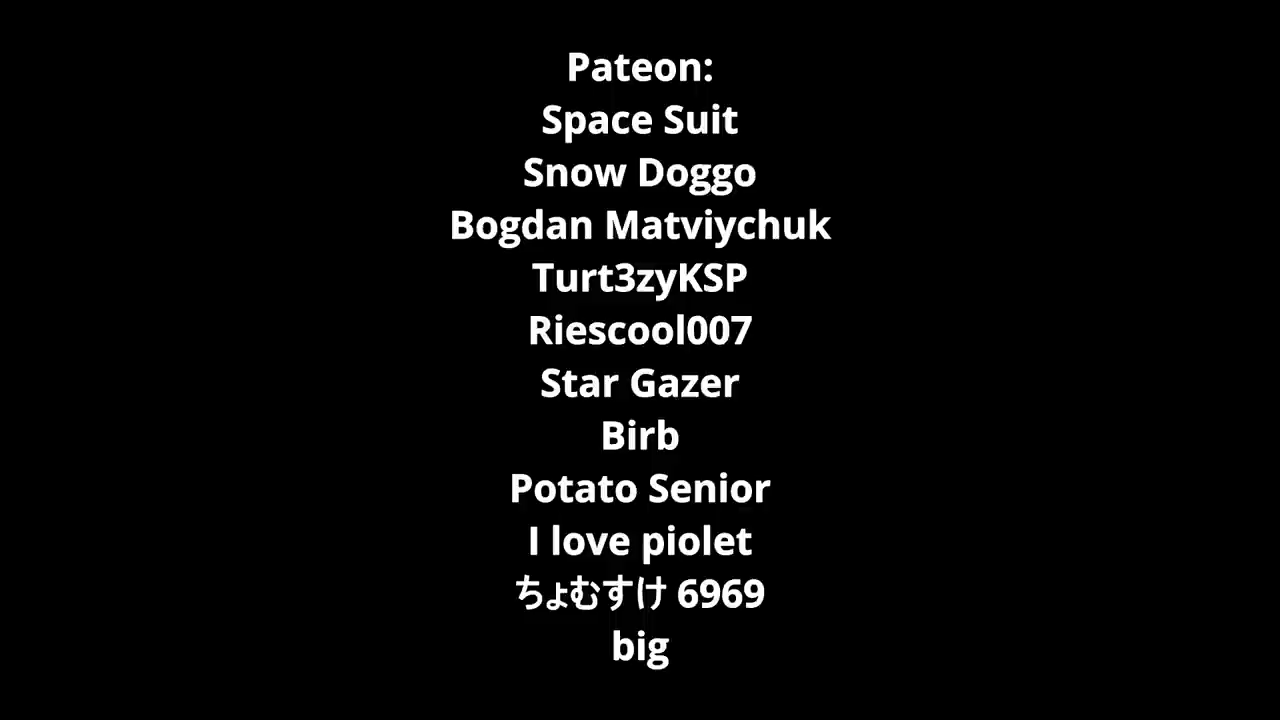 Pateon:
Space Suit
Snow Doggo
Bogdan Matviychuk
Turt3zyKSP
Riescool007
Star Gazer
Birb
Potato Senior
I love piolet
ちょむすけ 6969
big